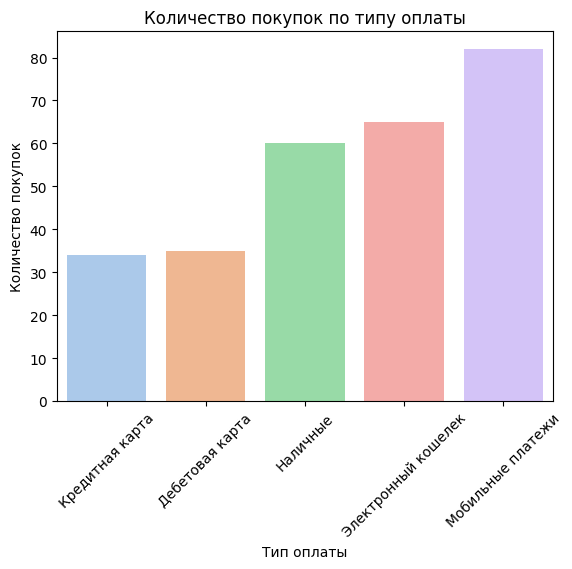 Количество покупок по типу оплаты
Количество покупок
80
70
60
50
40
30
20
10
0
Кредитная карта
Дебетовая карта
Наличные
Электронный кошелек
Мобильные платежи
Тип оплаты